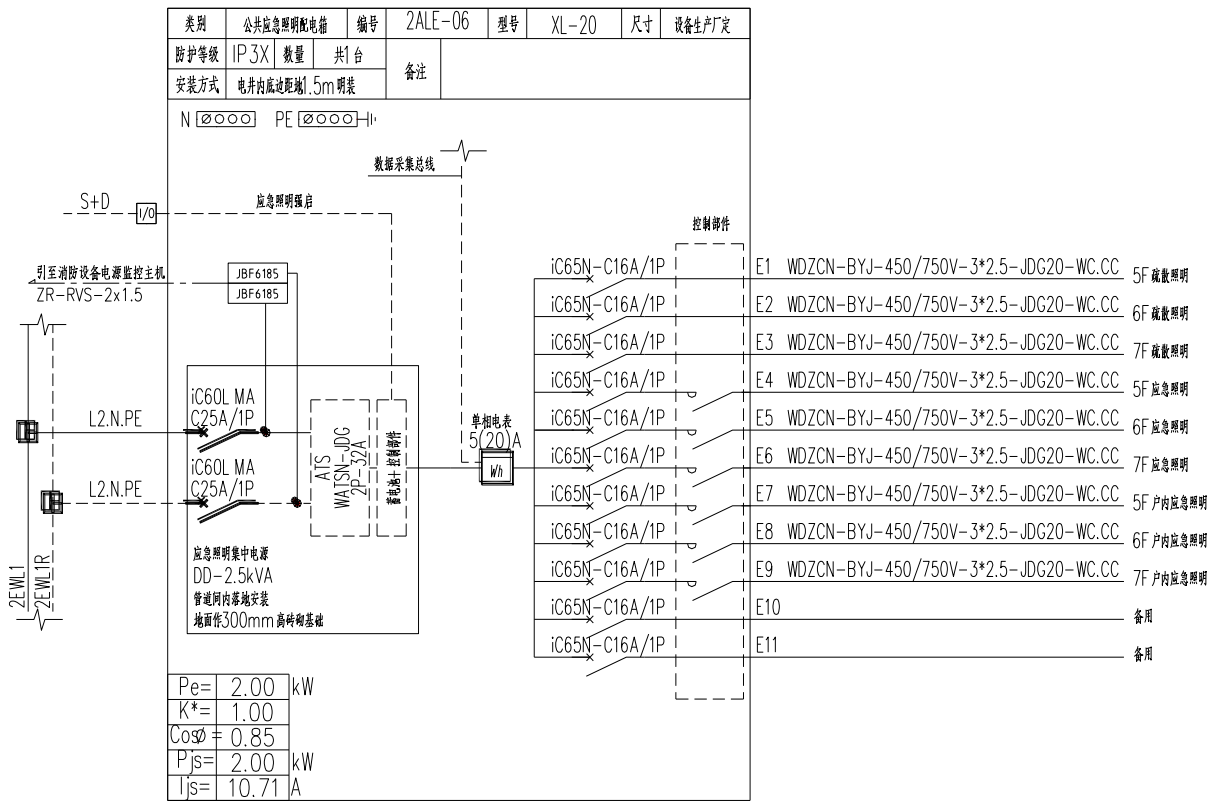 类别 公共应急照明配电箱 编号 2ALE-06 型号 XL-20 尺寸 设备生产厂定
防护等级 IP3X 数量 共1台 备注
安装方式 电井内底边距地1.5m明装
N PE
数据采集总线
S+D I/O 应急照明强启
控制部件
引至消防设备电源监控主机
ZR-RVS-2x1.5
JBF6185
JBF6185
iC60L MA
C25A/1P
L2.N.PE
iC60L MA
C25A/1P
L2.N.PE
ATS
WATSN-JDG
2P-32A
蓄电池+控制部件
单相电表
5(20)A
Wh
应急照明集中电源
DD-2.5kVA
管道间内落地安装
地面作300mm高砖砌基础
2EWL1
2EWL1R
iC65N-C16A/1P E1 WDZCN-BYJ-450/750V-3*2.5-JDG20-WC.CC 5F疏散照明
iC65N-C16A/1P E2 WDZCN-BYJ-450/750V-3*2.5-JDG20-WC.CC 6F疏散照明
iC65N-C16A/1P E3 WDZCN-BYJ-450/750V-3*2.5-JDG20-WC.CC 7F疏散照明
iC65N-C16A/1P E4 WDZCN-BYJ-450/750V-3*2.5-JDG20-WC.CC 5F应急照明
iC65N-C16A/1P E5 WDZCN-BYJ-450/750V-3*2.5-JDG20-WC.CC 6F应急照明
iC65N-C16A/1P E6 WDZCN-BYJ-450/750V-3*2.5-JDG20-WC.CC 7F应急照明
iC65N-C16A/1P E7 WDZCN-BYJ-450/750V-3*2.5-JDG20-WC.CC 5F户内应急照明
iC65N-C16A/1P E8 WDZCN-BYJ-450/750V-3*2.5-JDG20-WC.CC 6F户内应急照明
iC65N-C16A/1P E9 WDZCN-BYJ-450/750V-3*2.5-JDG20-WC.CC 7F户内应急照明
iC65N-C16A/1P E10 备用
iC65N-C16A/1P E11 备用
Pe= 2.00 kW
K*= 1.00
Cosø= 0.85
Pjs= 2.00 kW
Ijs= 10.71 A